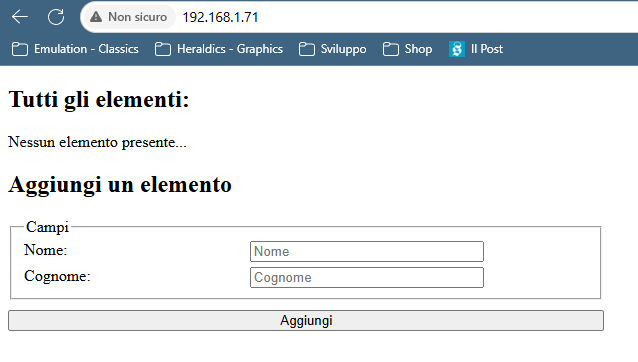 Non sicuro 192.168.1.71
Emulation - Classics Heraldics - Graphics Sviluppo Shop Il Post
Tutti gli elementi:
Nessun elemento presente...
Aggiungi un elemento
Campi
Nome: Nome
Cognome: Cognome
Aggiungi